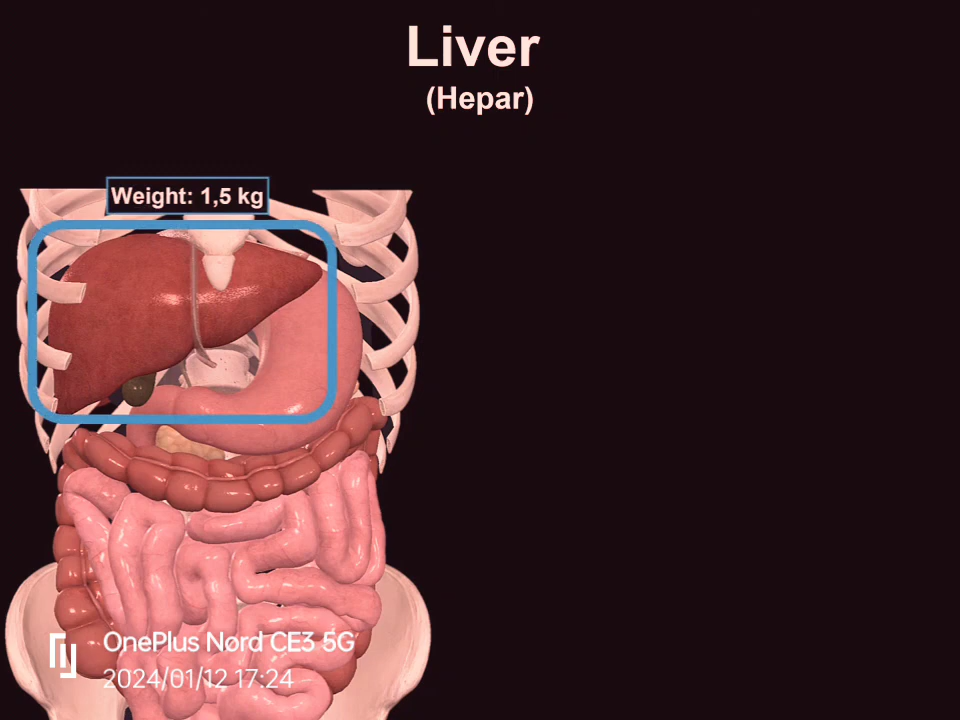 Liver
(Hepar)
Weight: 1,5 kg
OnePlus Nord CE3 5G
2024/01/12 17:24